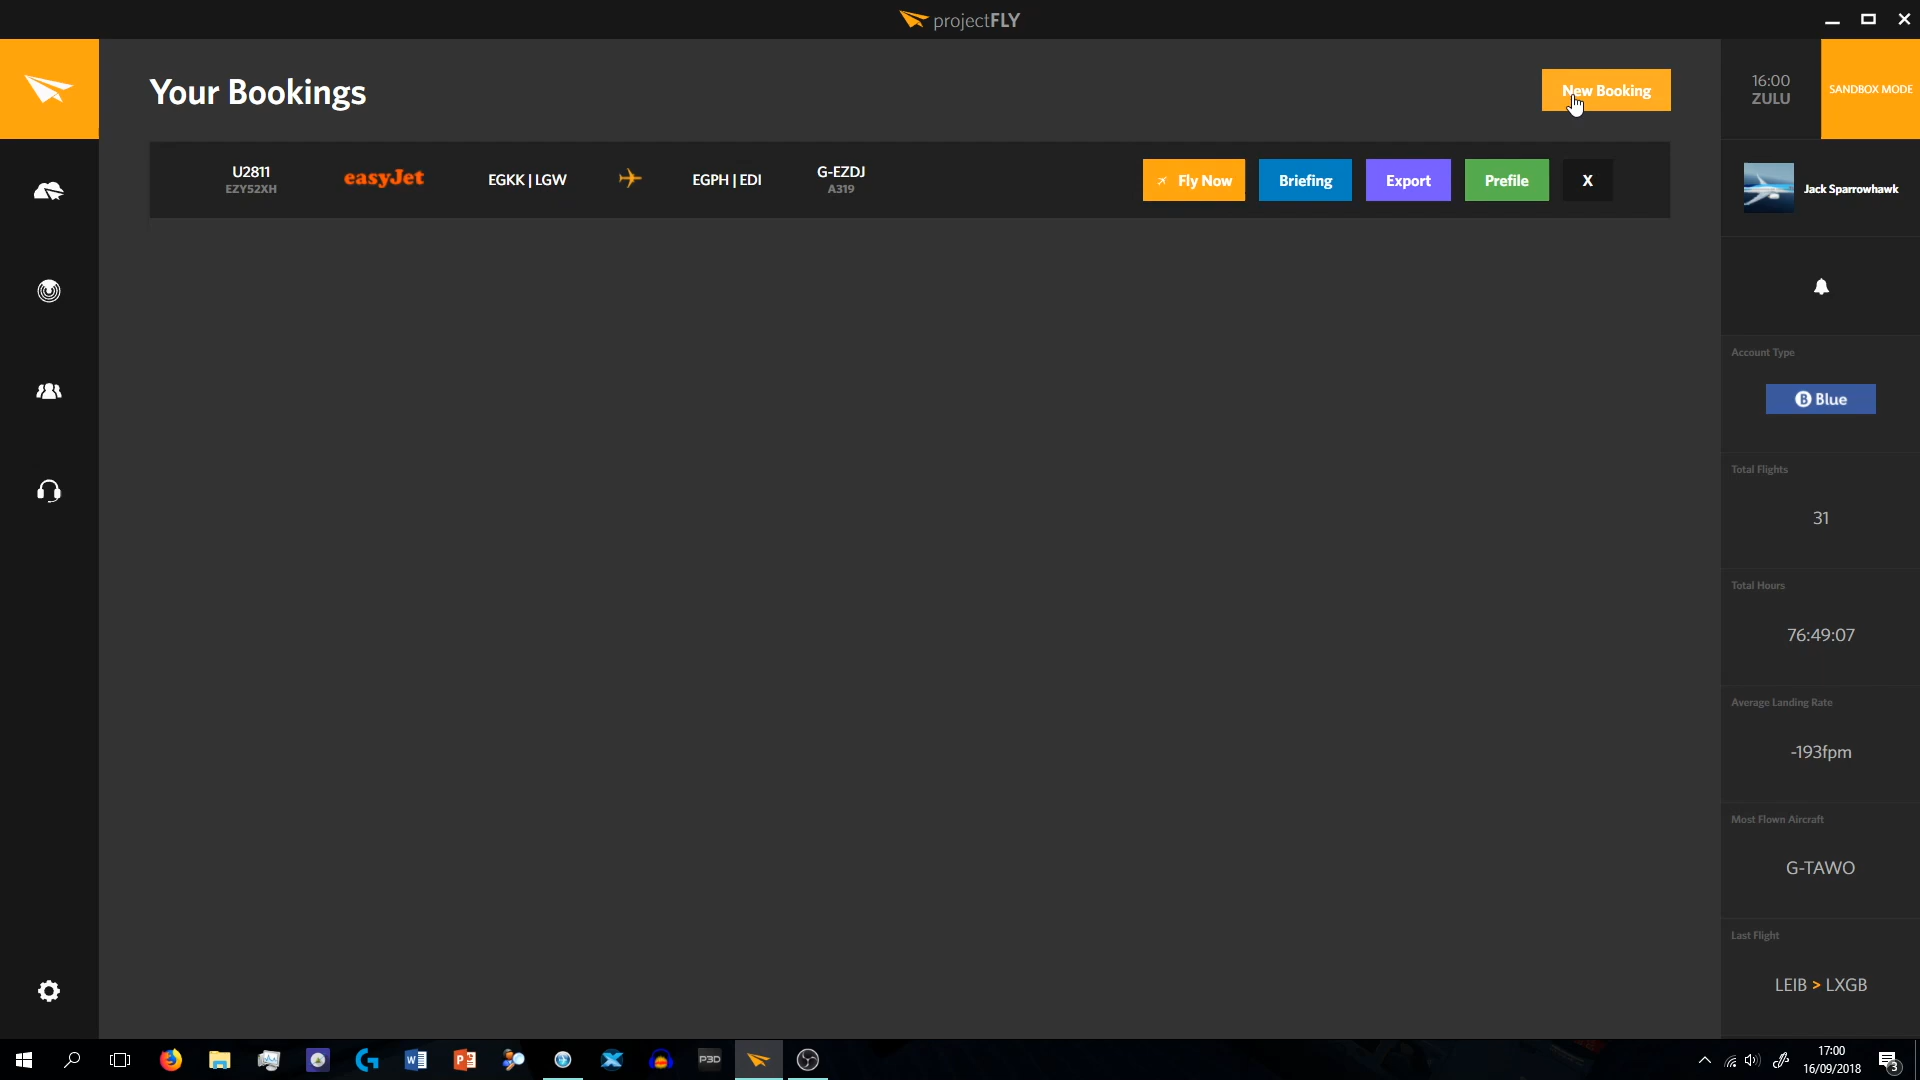 projectFLY
Your Bookings
New Booking
16:00
ZULU
SANDBOX MODE
U2811
EZY52XH
easyJet
EGKK | LGW
EGPH | EDI
G-EZDJ
A319
Fly Now
Briefing
Export
Prefile
X
Jack Sparrowhawk
Account Type
B Blue
Total Flights
31
Total Hours
76:49:07
Average Landing Rate
-193fpm
Most Flown Aircraft
G-TAWO
Last Flight
LEIB > LXGB
P3D
17:00
16/09/2018
3